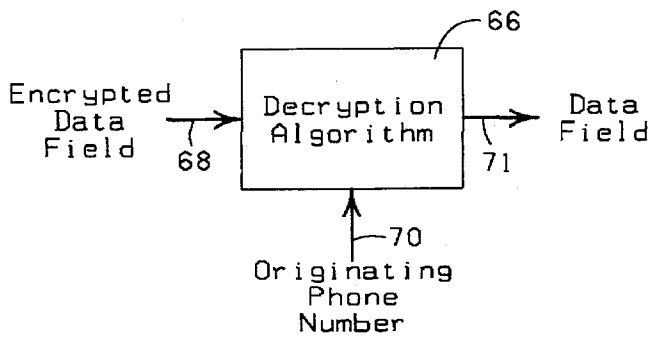 66
Encrypted
Data
Field
68
Decryption
Algorithm
71
Data
Field
70
Originating
Phone
Number